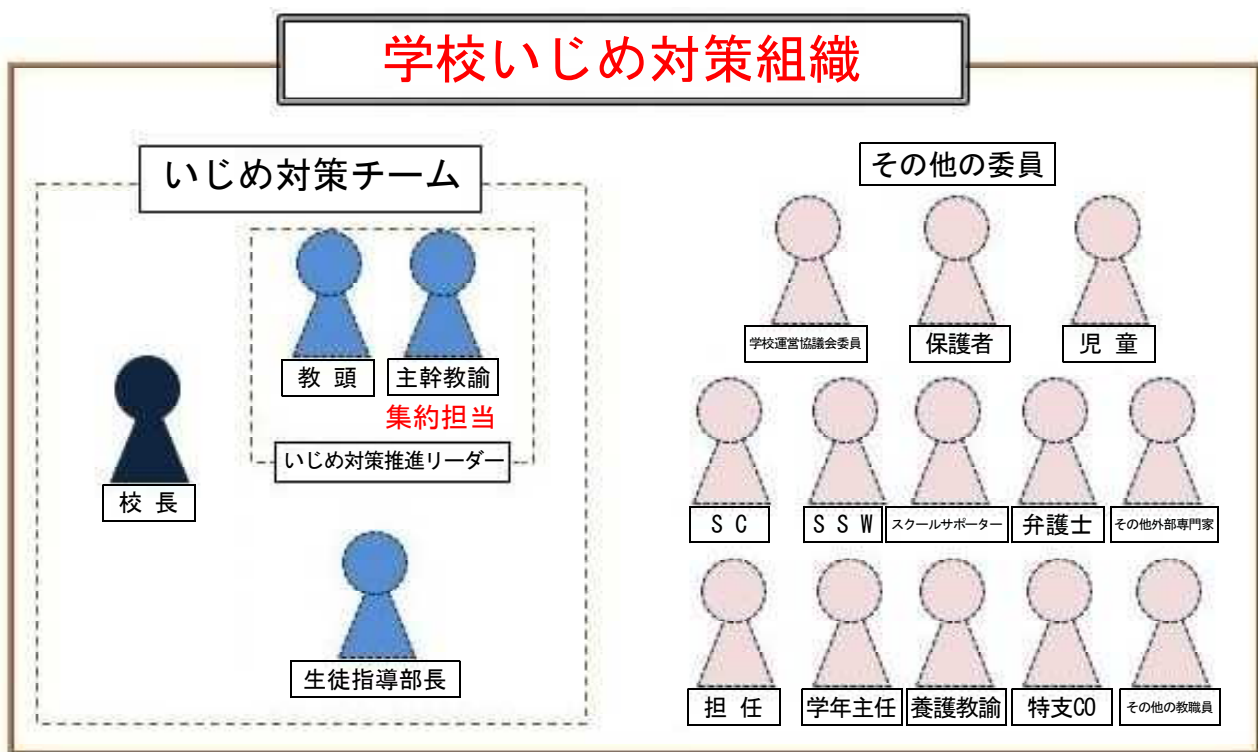 学校いじめ対策組織
いじめ対策チーム
教 頭
主幹教諭
集約担当
いじめ対策推進リーダー
校 長
生徒指導部長
その他の委員
学校運営協議会委員
保護者
児 童
ＳＣ
ＳＳＷ
スクールサポーター
弁護士
その他外部専門家
担 任
学年主任
養護教諭
特支CO
その他の教職員